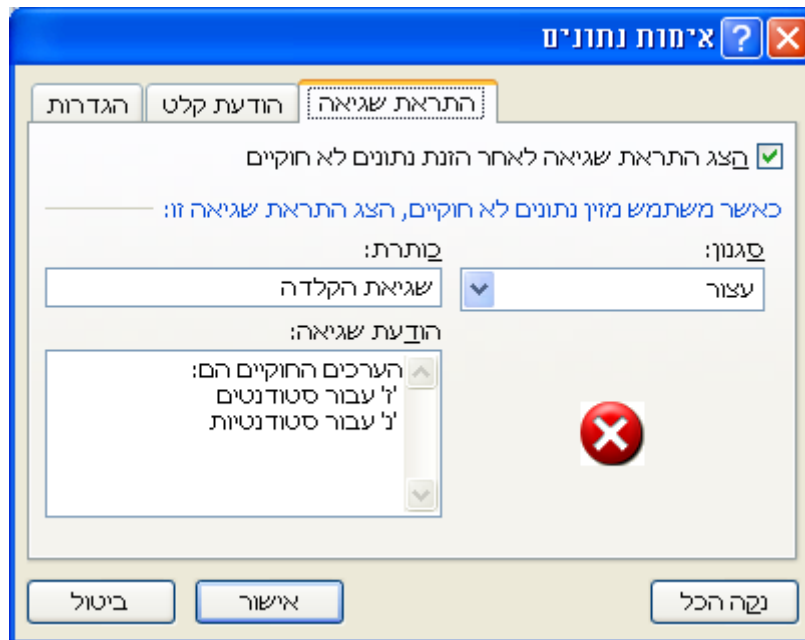 אימות נתונים
הגדרות
הודעת קלט
התראת שגיאה
הצג התראת שגיאה לאחר הזנת נתונים לא חוקיים
כאשר משתמש מזין נתונים לא חוקיים, הצג התראת שגיאה זו:
סגנון:
עצור
כותרת:
שגיאת הקלדה
הודעת שגיאה:
הערכים החוקיים הם:
'ז' עבור סטודנטים
'נ' עבור סטודנטיות
נקה הכל
אישור
ביטול